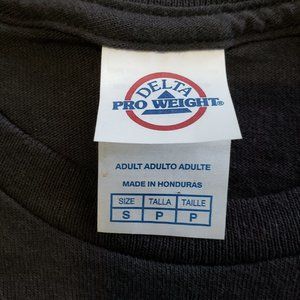 DELTA
PRO WEIGHT®
ADULT ADULTO ADULTE
MADE IN HONDURAS
SIZE TALLA TAILLE
S P P